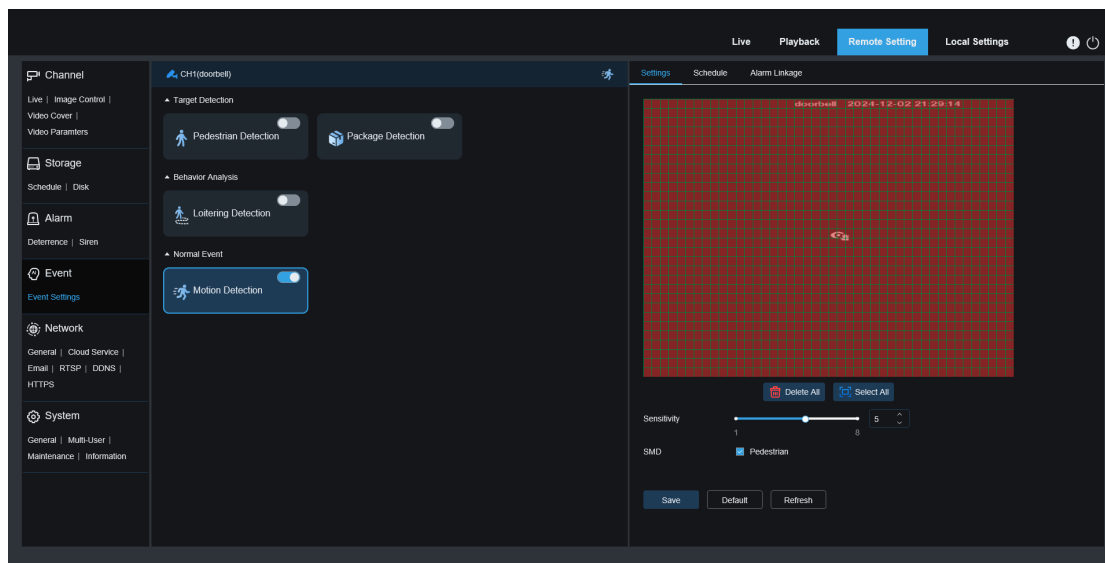 Live Playback Remote Setting Local Settings
Channel
Live | Image Control |
Video Cover |
Video Paramters
Storage
Schedule | Disk
Alarm
Deterrence | Siren
Event
Event Settings
Network
General | Cloud Service |
Email | RTSP | DDNS |
HTTPS
System
General | Multi-User |
Maintenance | Information
CH1(doorbell)
Target Detection
Pedestrian Detection
Package Detection
Behavior Analysis
Loitering Detection
Normal Event
Motion Detection
Settings Schedule Alarm Linkage
doorbell 2024-12-02 21:29:14
Delete All Select All
Sensitivity 5
1 8
SMD Pedestrian
Save Default Refresh